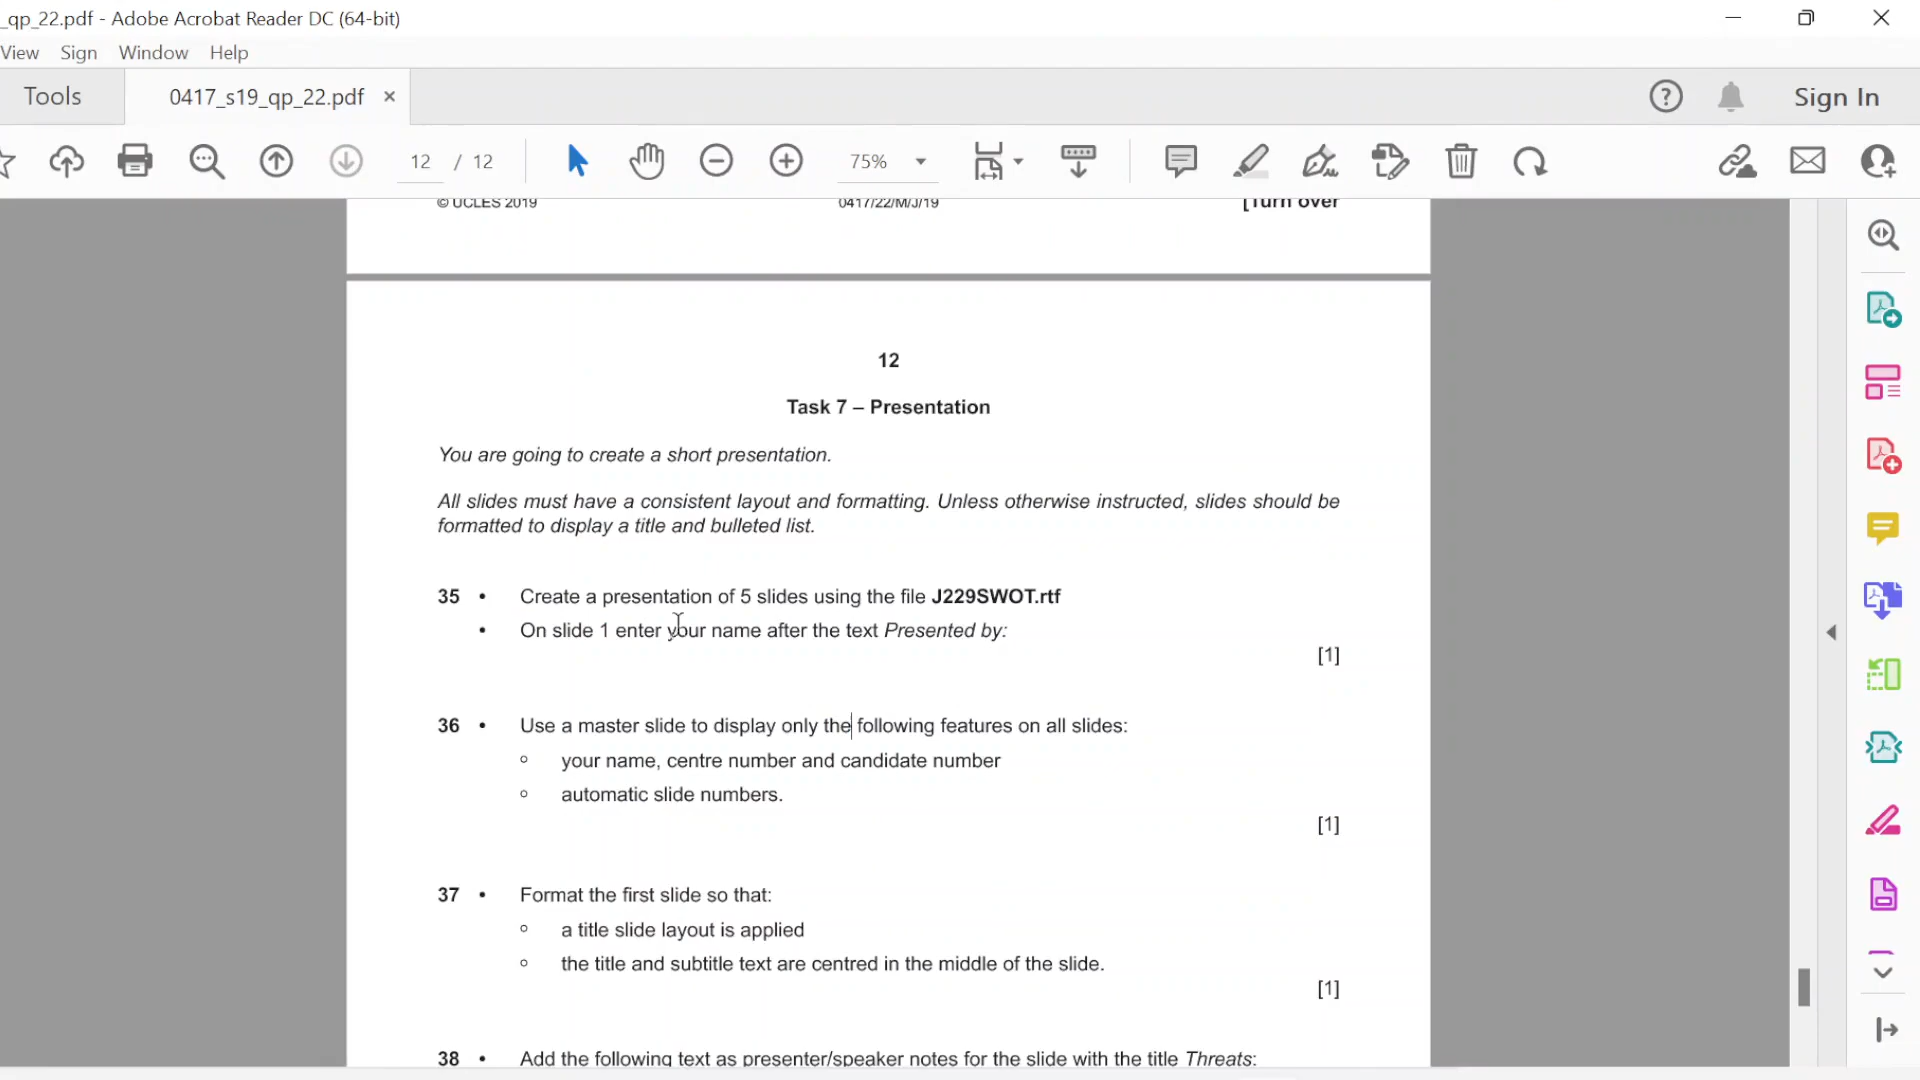 _qp_22.pdf - Adobe Acrobat Reader DC (64-bit)
View Sign Window Help
Tools 0417_s19_qp_22.pdf × Sign In
12 / 12 75%
© UCLES 2019 0417/22/M/J/19 [Turn over
12
Task 7 – Presentation
You are going to create a short presentation.
All slides must have a consistent layout and formatting. Unless otherwise instructed, slides should be
formatted to display a title and bulleted list.
35 • Create a presentation of 5 slides using the file J229SWOT.rtf
• On slide 1 enter your name after the text Presented by:
[1]
36 • Use a master slide to display only the following features on all slides:
° your name, centre number and candidate number
° automatic slide numbers.
[1]
37 • Format the first slide so that:
° a title slide layout is applied
° the title and subtitle text are centred in the middle of the slide.
[1]
38 • Add the following text as presenter/speaker notes for the slide with the title Threats: